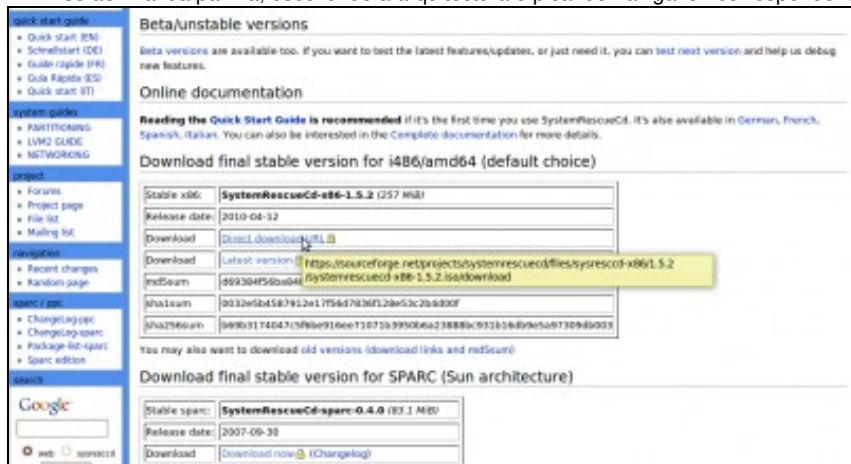 quick start guide
Quick start (EN)
Schnellstart (DE)
Guide rapide (FR)
Guía Rápida (ES)
Quick start (IT)
system guides
PARTITIONING
LVM2 GUIDE
NETWORKING
project
Forums
Project page
File list
Mailing list
navigation
Recent changes
Random page
sparc / ppc
ChangeLog-ppc
ChangeLog-sparc
Package-list-sparc
Sparc edition
search
Google
web sysresccd
Beta/unstable versions
Beta versions are available too. If you want to test the latest features/updates, or just need it, you can test next version and help us debug
new features.
Online documentation
Reading the Quick Start Guide is recommended if it's the first time you use SystemRescueCd. It's also available in German, French,
Spanish, Italian. You can also be interested in the Complete documentation for more details.
Download final stable version for i486/amd64 (default choice)
Stable x86: SystemRescueCd-x86-1.5.2 (257 MiB)
Release date: 2010-04-12
Download Direct download URL
Download Latest version
https://sourceforge.net/projects/systemrescuecd/files/sysresccd-x86/1.5.2
/systemrescuecd-x86-1.5.2.iso/download
md5sum
sha1sum
sha256sum
You may also want to download old versions (download links and md5sum)
Download final stable version for SPARC (Sun architecture)
Stable sparc: SystemRescueCd-sparc-0.4.0 (83.1 MiB)
Release date: 2007-09-30
Download Download now (Changelog)